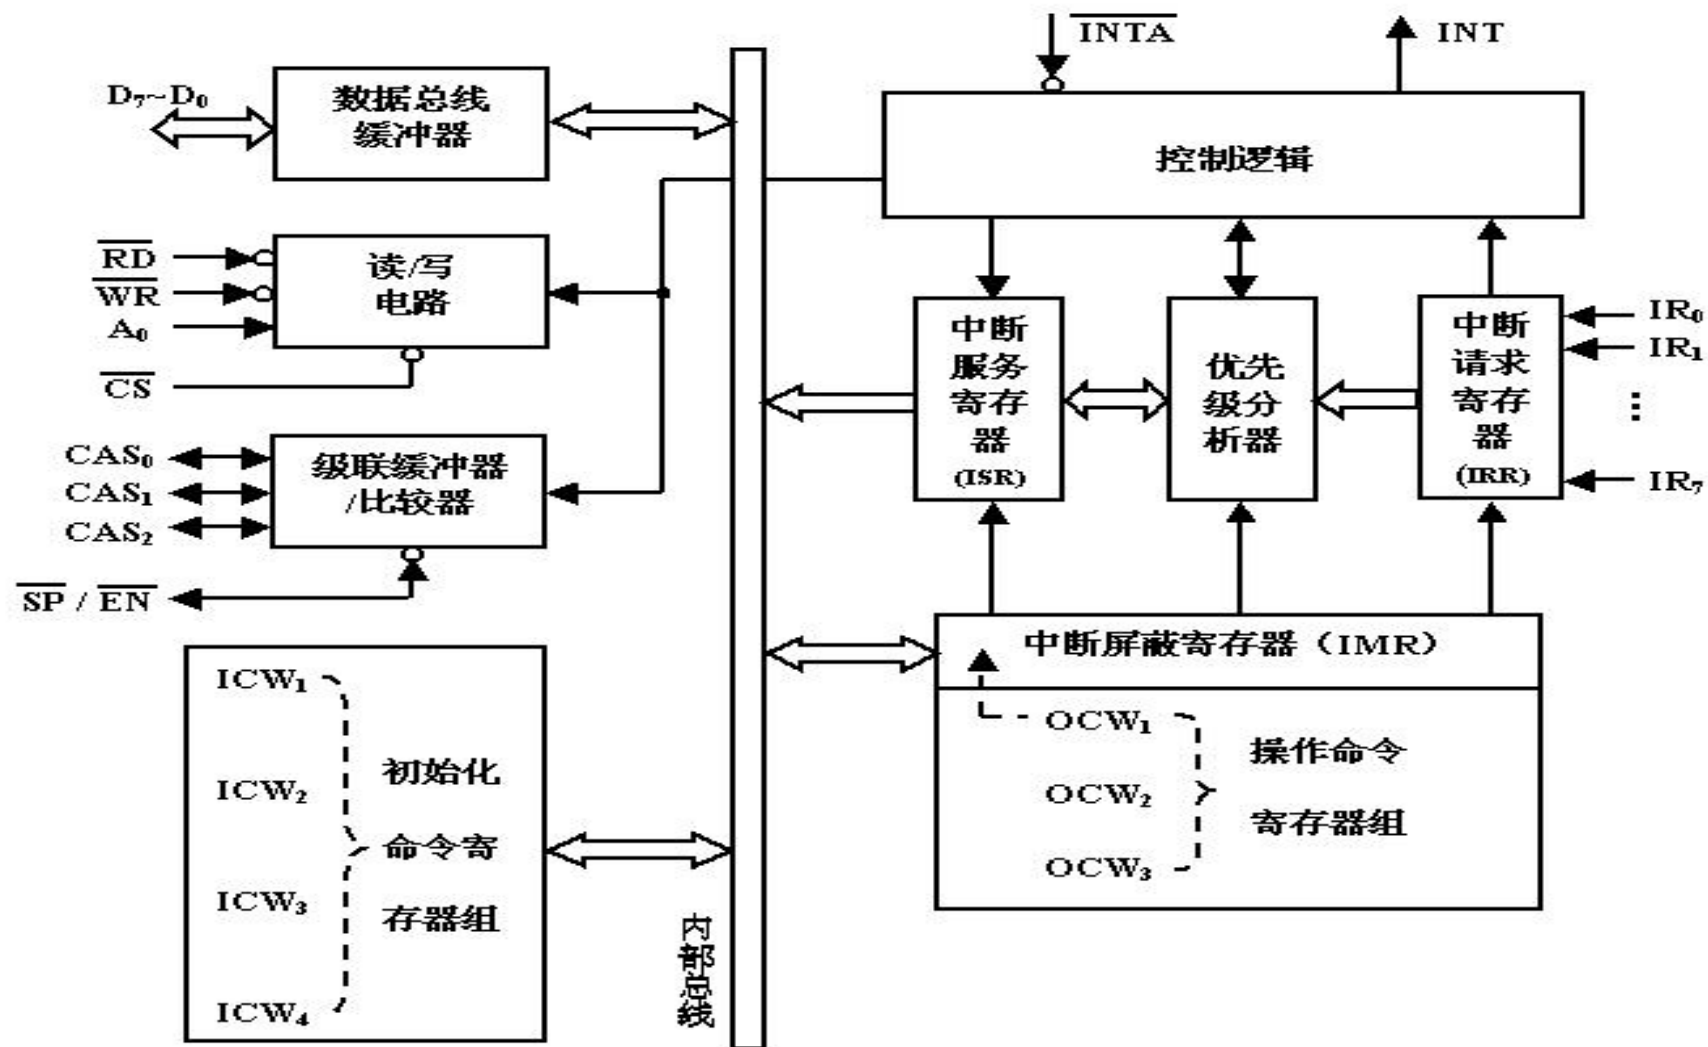 INTA
INT
D₇~D₀
数据总线
缓冲器
控制逻辑
RD
WR
A₀
CS
读/写
电路
中断
服务
寄存
器
(ISR)
优先
级分
析器
中断
请求
寄存
器
(IRR)
IR₀
IR₁
⋮
IR₇
CAS₀
CAS₁
CAS₂
级联缓冲器
/比较器
SP / EN
中断屏蔽寄存器（IMR）
ICW₁
ICW₂
ICW₃
ICW₄
初始化
命令寄
存器组
内部总线
OCW₁
OCW₂
OCW₃
操作命令
寄存器组